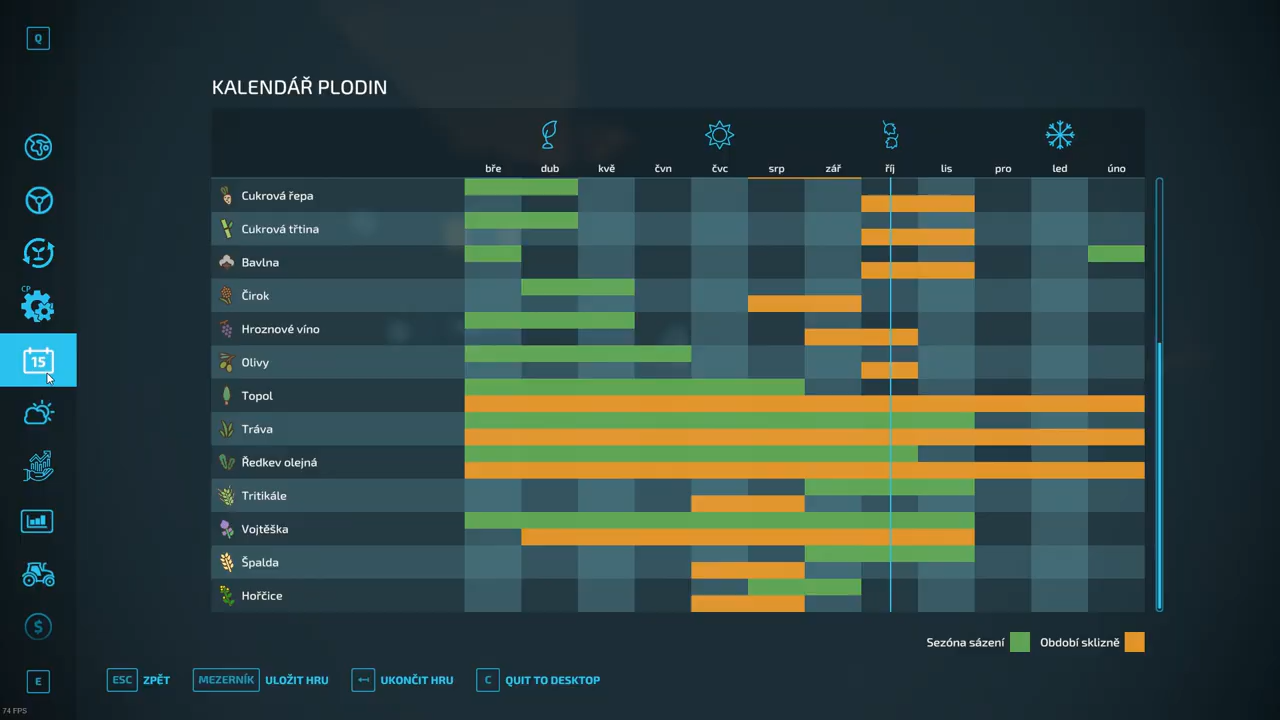 Q
KALENDÁŘ PLODIN
bře dub kvě čvn čvc srp zář říj lis pro led úno
Cukrová řepa
Cukrová třtina
Bavlna
Čirok
Hroznové víno
Olivy
Topol
Tráva
Ředkev olejná
Tritikále
Vojtěška
Špalda
Hořčice
CP
15
$
E
Sezóna sázení Období sklizně
ESC ZPĚT MEZERNÍK ULOŽIT HRU UKONČIT HRU C QUIT TO DESKTOP
74 FPS